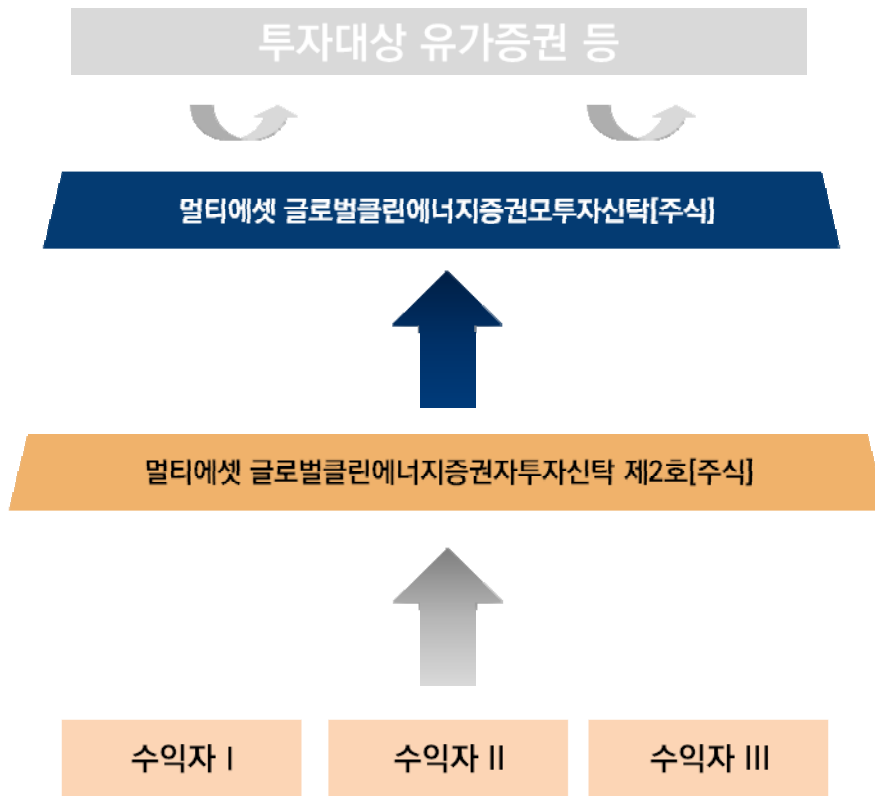 투자대상 유가증권 등
멀티에셋 글로벌클린에너지증권모투자신탁[주식]
멀티에셋 글로벌클린에너지증권자투자신탁 제2호[주식]
수익자 I
수익자 II
수익자 III